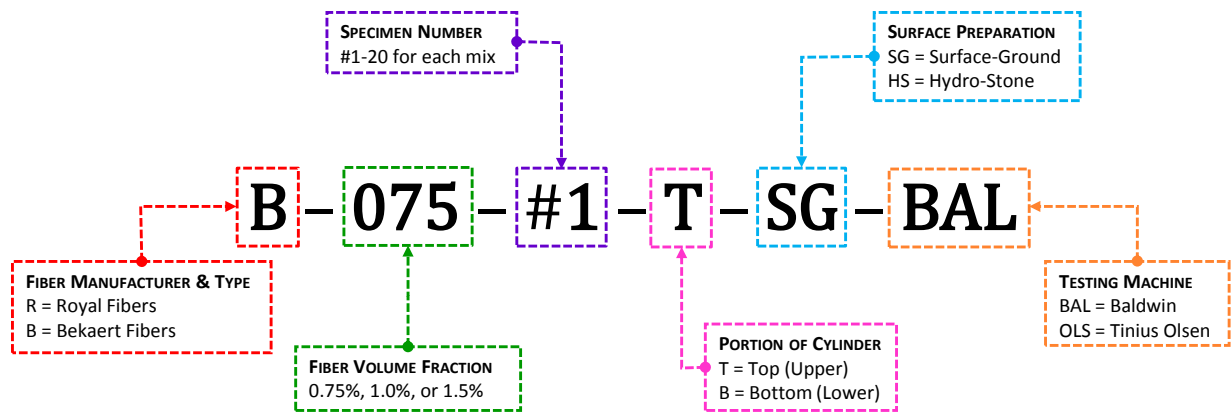 SPECIMEN NUMBER
#1-20 for each mix
SURFACE PREPARATION
SG = Surface-Ground
HS = Hydro-Stone
B – 075 – #1 – T – SG – BAL
FIBER MANUFACTURER & TYPE
R = Royal Fibers
B = Bekaert Fibers
FIBER VOLUME FRACTION
0.75%, 1.0%, or 1.5%
PORTION OF CYLINDER
T = Top (Upper)
B = Bottom (Lower)
TESTING MACHINE
BAL = Baldwin
OLS = Tinius Olsen